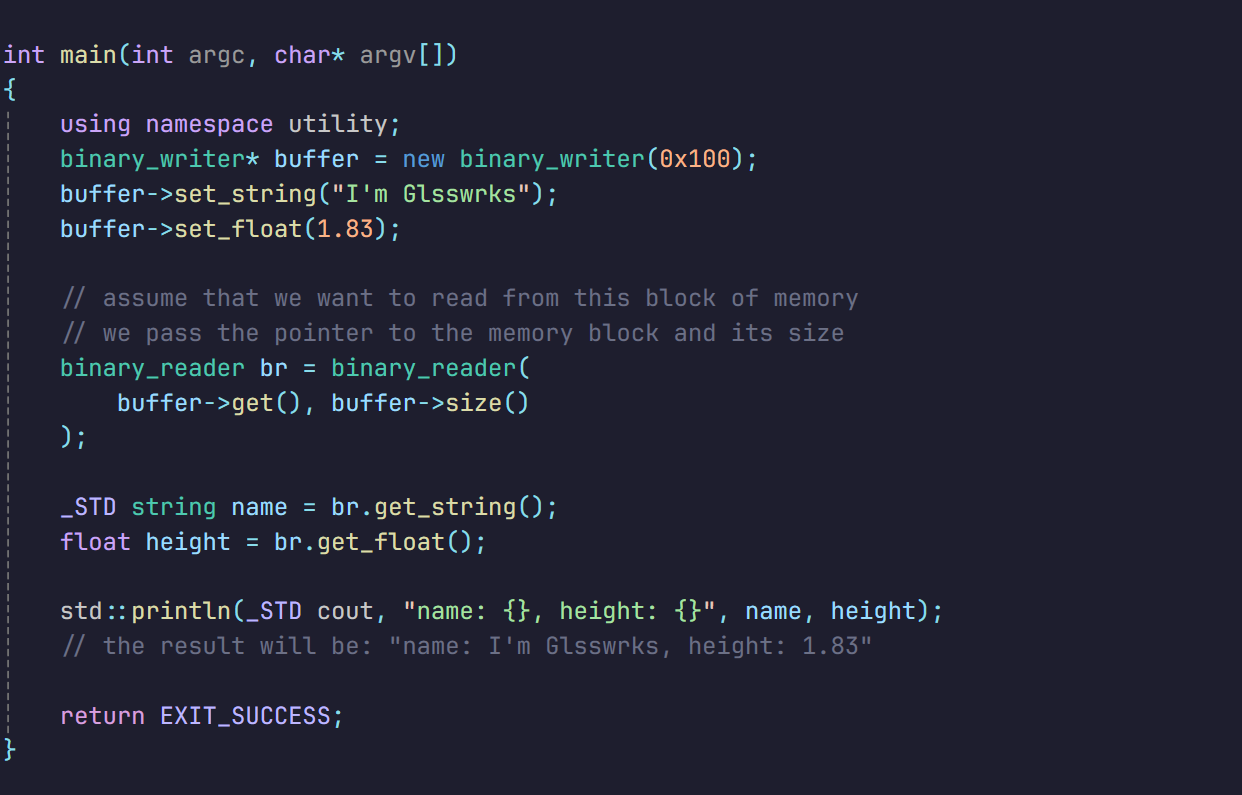 int main(int argc, char* argv[])
{
    using namespace utility;
    binary_writer* buffer = new binary_writer(0x100);
    buffer->set_string("I'm Glsswrks");
    buffer->set_float(1.83);

    // assume that we want to read from this block of memory
    // we pass the pointer to the memory block and its size
    binary_reader br = binary_reader(
        buffer->get(), buffer->size()
    );

    _STD string name = br.get_string();
    float height = br.get_float();

    std::println(_STD cout, "name: {}, height: {}", name, height);
    // the result will be: "name: I'm Glsswrks, height: 1.83"

    return EXIT_SUCCESS;
}